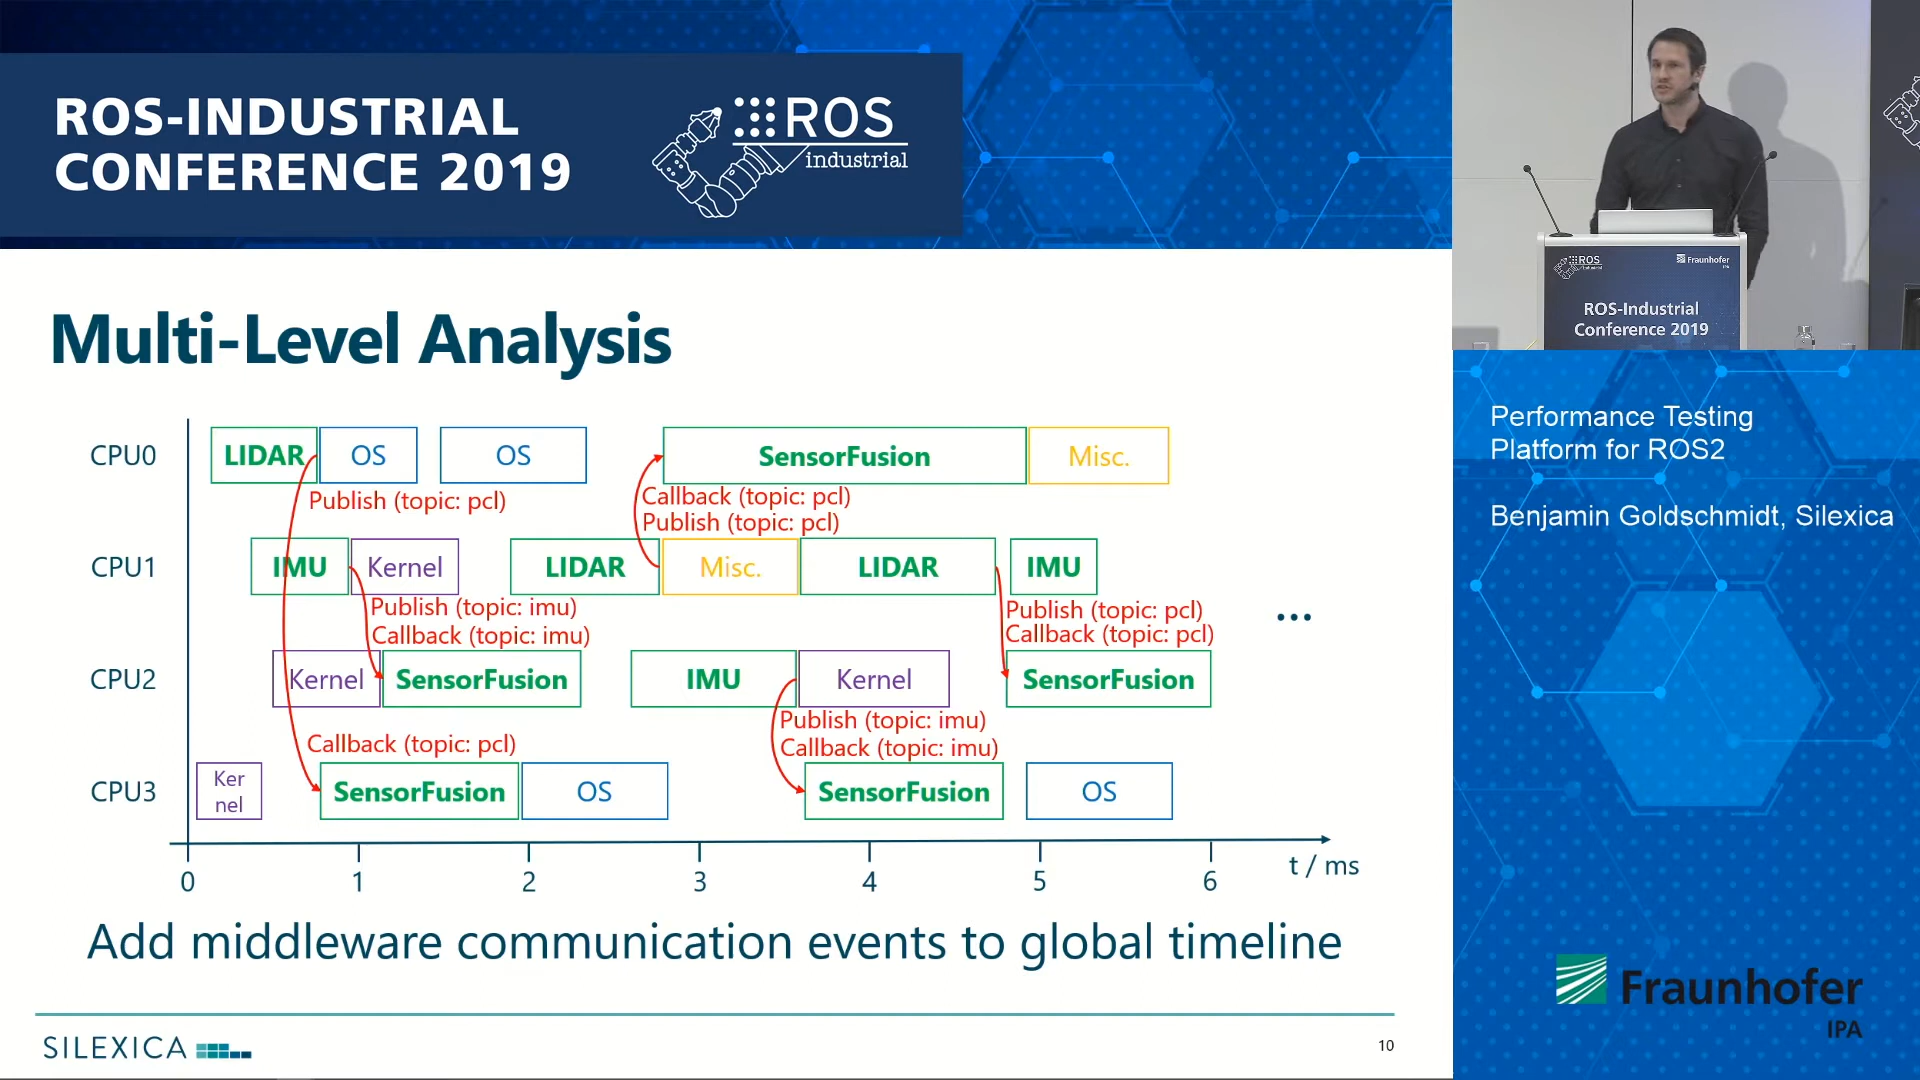 ROS-INDUSTRIAL
CONFERENCE 2019
ROS
industrial
Multi-Level Analysis
CPU0
LIDAR
OS
OS
SensorFusion
Misc.
Publish (topic: pcl)
Callback (topic: pcl)
Publish (topic: pcl)
CPU1
IMU
Kernel
LIDAR
Misc.
LIDAR
IMU
Publish (topic: imu)
Callback (topic: imu)
Publish (topic: pcl)
Callback (topic: pcl)
...
CPU2
Kernel
SensorFusion
IMU
Kernel
SensorFusion
Publish (topic: imu)
Callback (topic: imu)
Callback (topic: pcl)
CPU3
Ker
nel
SensorFusion
OS
SensorFusion
OS
0
1
2
3
4
5
6
t / ms
Add middleware communication events to global timeline
SILEXICA
10
ROS
industrial
Fraunhofer
IPA
ROS-Industrial
Conference 2019
Performance Testing
Platform for ROS2
Benjamin Goldschmidt, Silexica
Fraunhofer
IPA